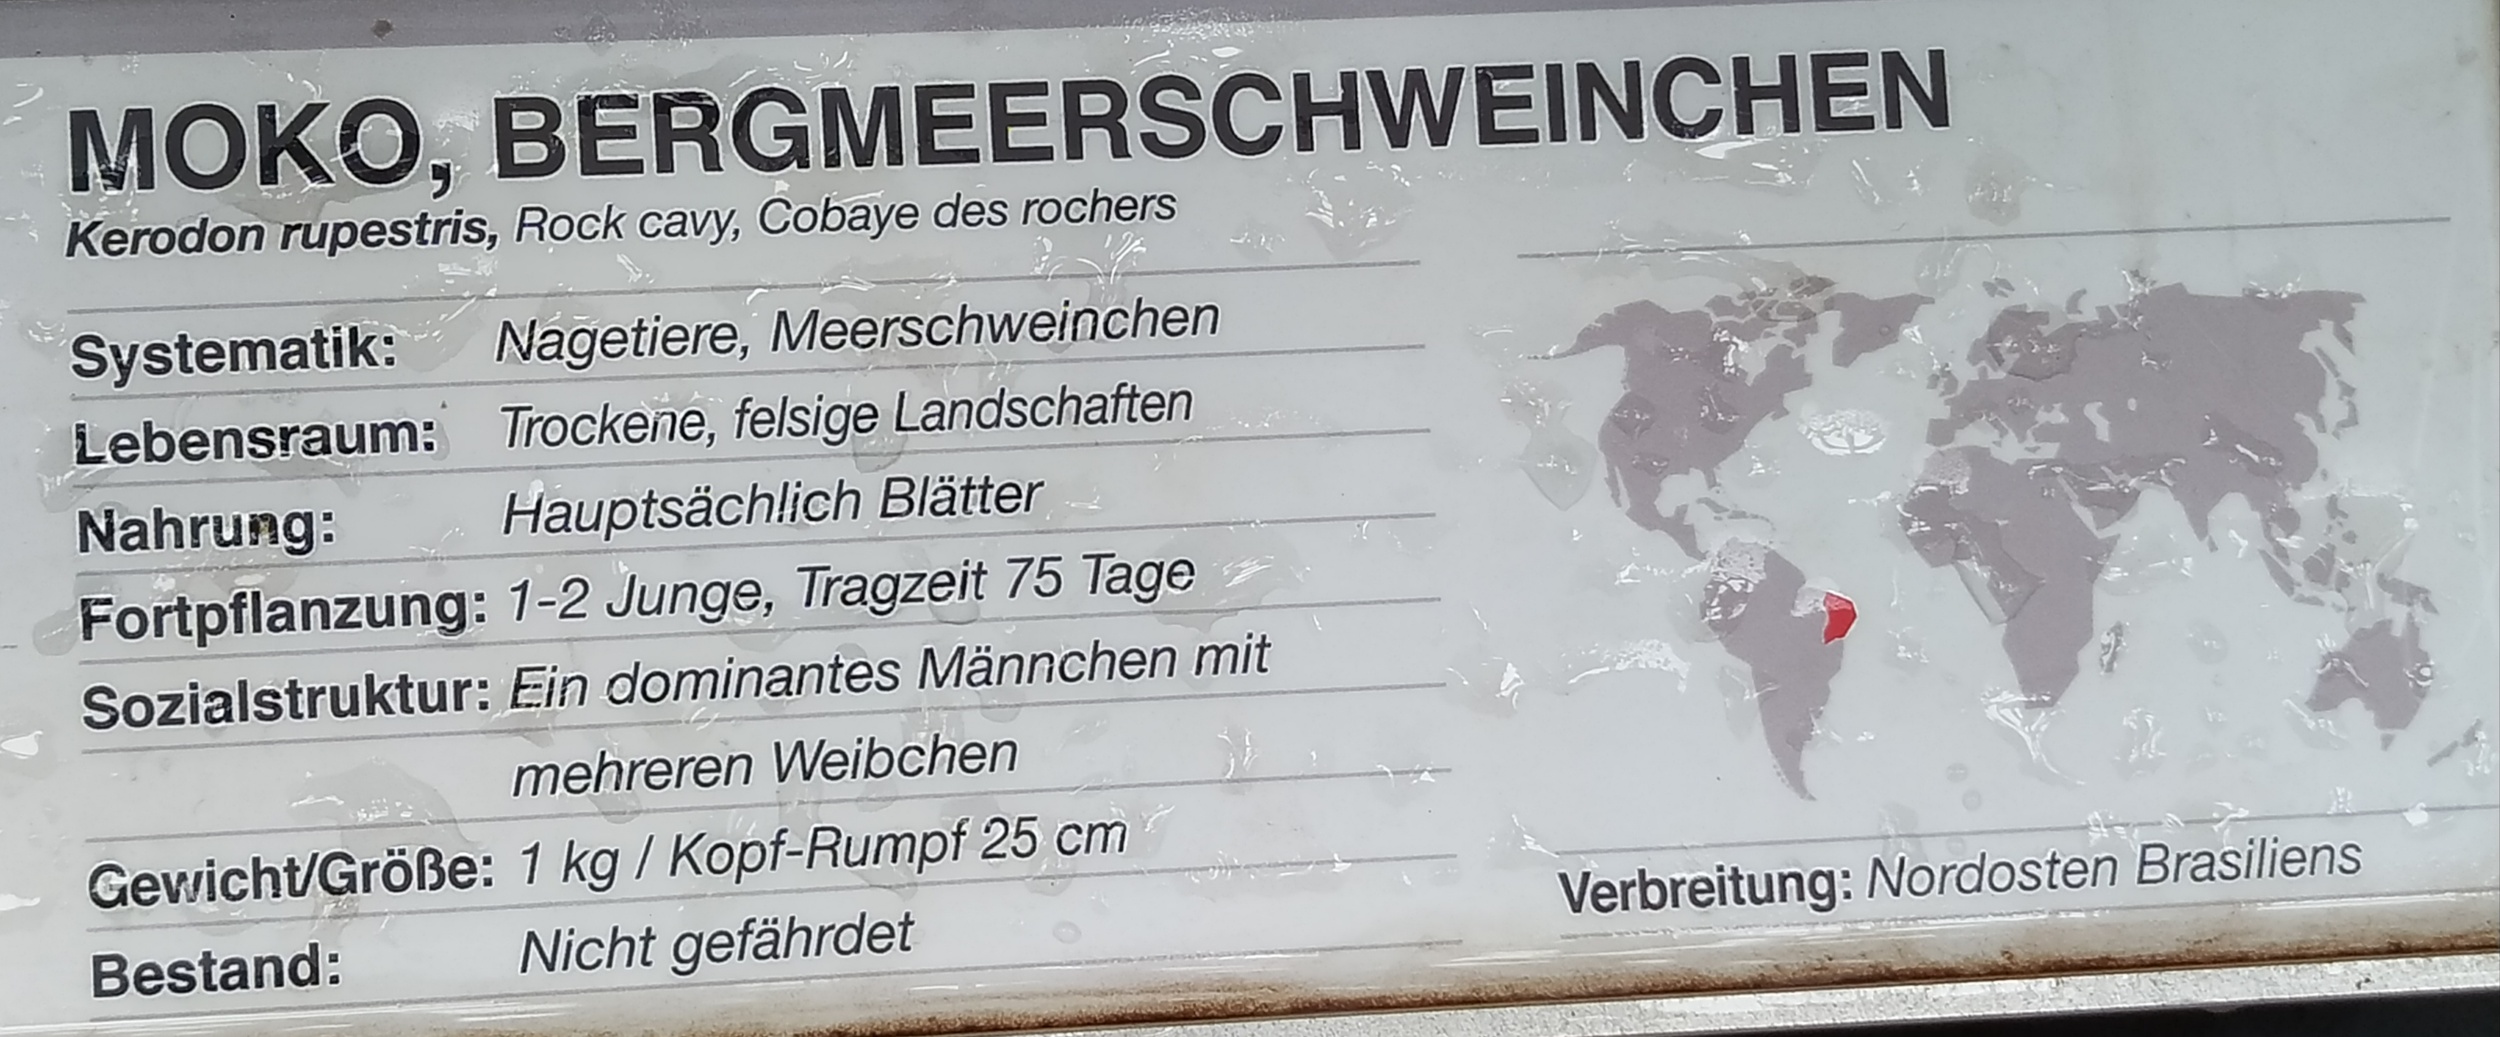 MOKO, BERGMEERSCHWEINCHEN
Kerodon rupestris, Rock cavy, Cobaye des rochers
Systematik: Nagetiere, Meerschweinchen
Lebensraum: Trockene, felsige Landschaften
Nahrung: Hauptsächlich Blätter
Fortpflanzung: 1-2 Junge, Tragzeit 75 Tage
Sozialstruktur: Ein dominantes Männchen mit
mehreren Weibchen
Gewicht/Größe: 1 kg / Kopf-Rumpf 25 cm
Bestand: Nicht gefährdet
Verbreitung: Nordosten Brasiliens